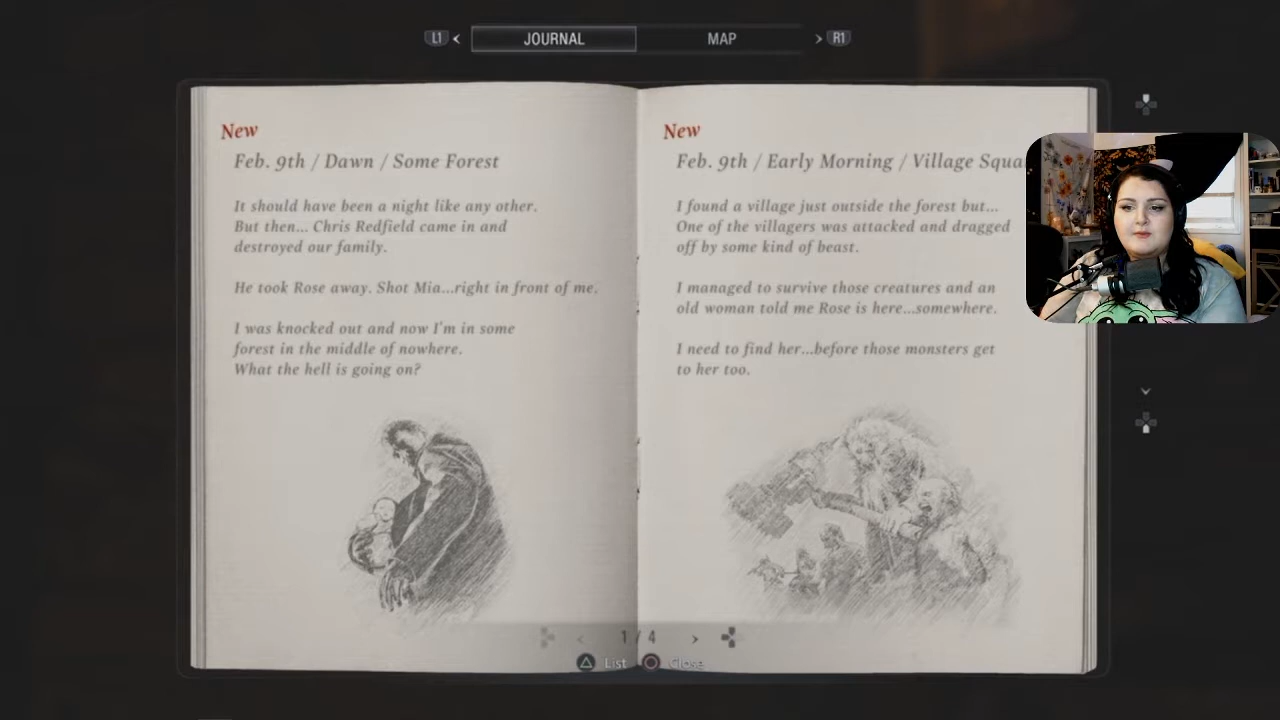 L1 < JOURNAL MAP > R1
New
Feb. 9th / Dawn / Some Forest
It should have been a night like any other.
But then... Chris Redfield came in and
destroyed our family.
He took Rose away. Shot Mia...right in front of me.
I was knocked out and now I'm in some
forest in the middle of nowhere.
What the hell is going on?
New
Feb. 9th / Early Morning / Village Squa
I found a village just outside the forest but...
One of the villagers was attacked and dragged
off by some kind of beast.
I managed to survive those creatures and an
old woman told me Rose is here...somewhere.
I need to find her...before those monsters get
to her too.
< 1 / 4 >
List Close